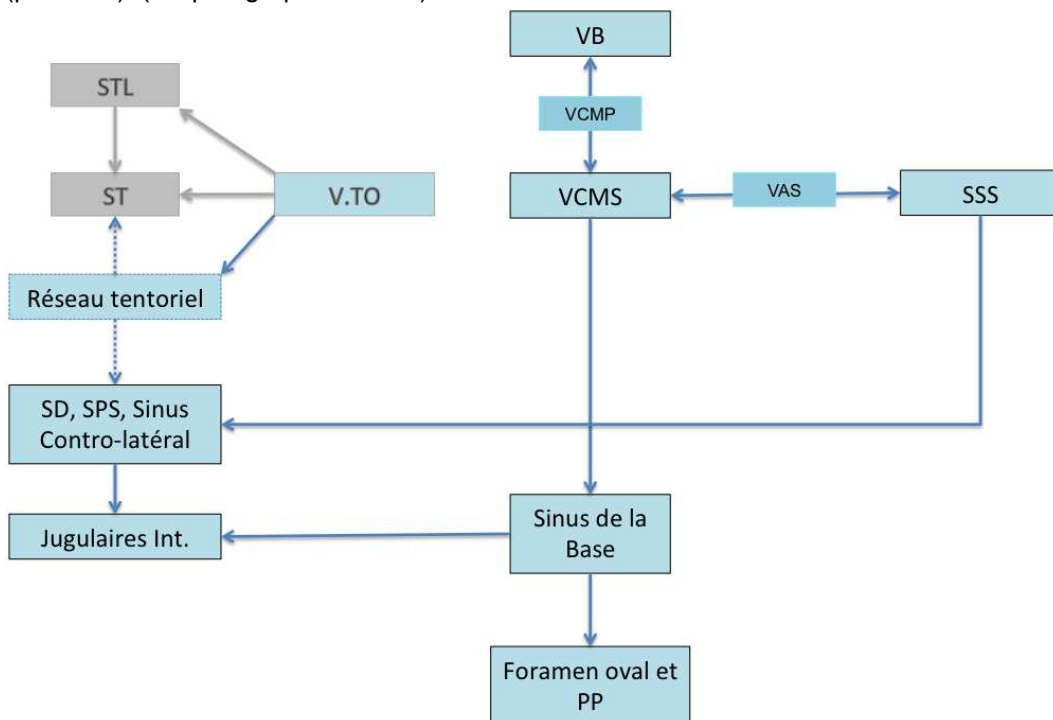 VB
STL
VCMP
ST
V.TO
VCMS
VAS
SSS
Réseau tentoriel
SD, SPS, Sinus
Contro-latéral
Sinus de la
Base
Jugulaires Int.
Foramen oval et
PP